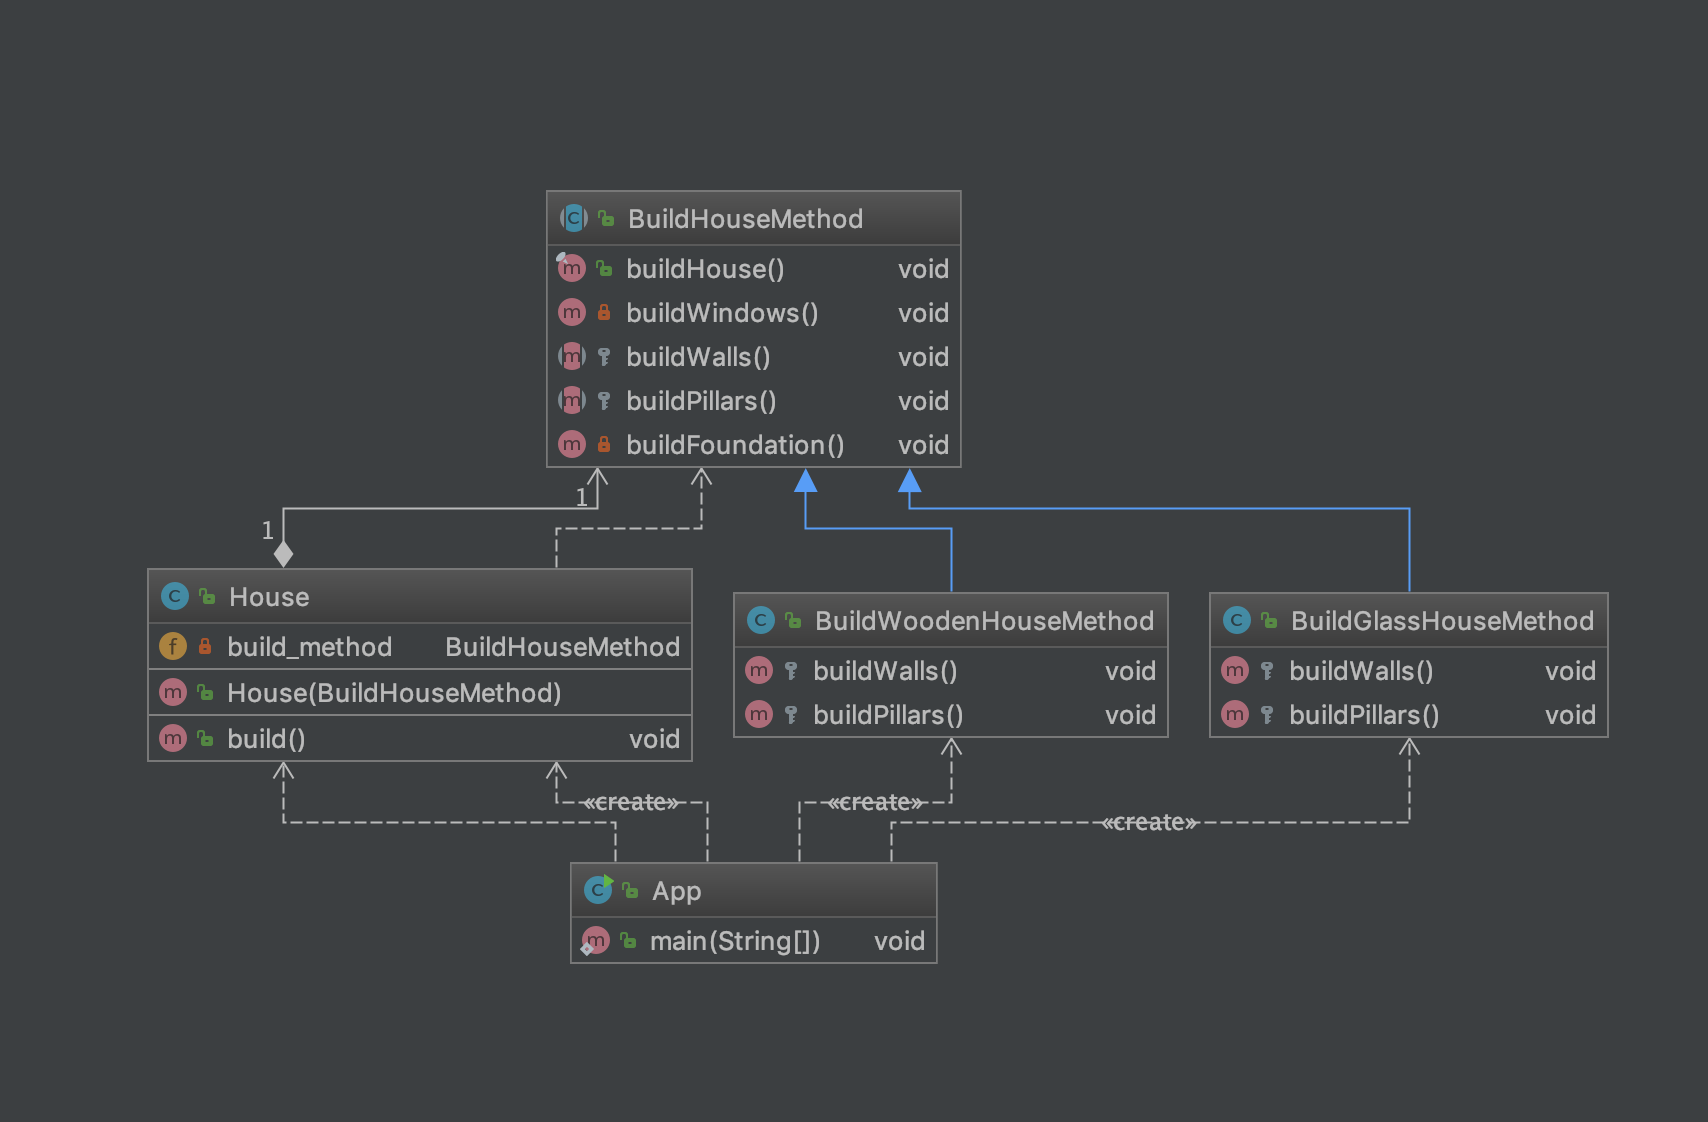 BuildHouseMethod
buildHouse() void
buildWindows() void
buildWalls() void
buildPillars() void
buildFoundation() void
1
1
House
build_method BuildHouseMethod
House(BuildHouseMethod)
build() void
BuildWoodenHouseMethod
buildWalls() void
buildPillars() void
BuildGlassHouseMethod
buildWalls() void
buildPillars() void
«create»
«create»
«create»
App
main(String[]) void